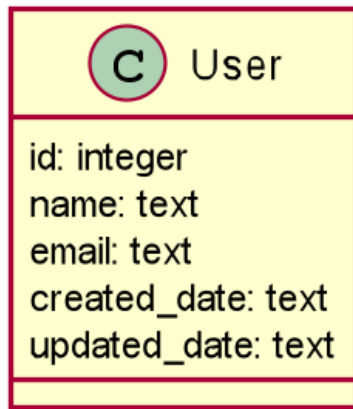 C User
id: integer
name: text
email: text
created_date: text
updated_date: text